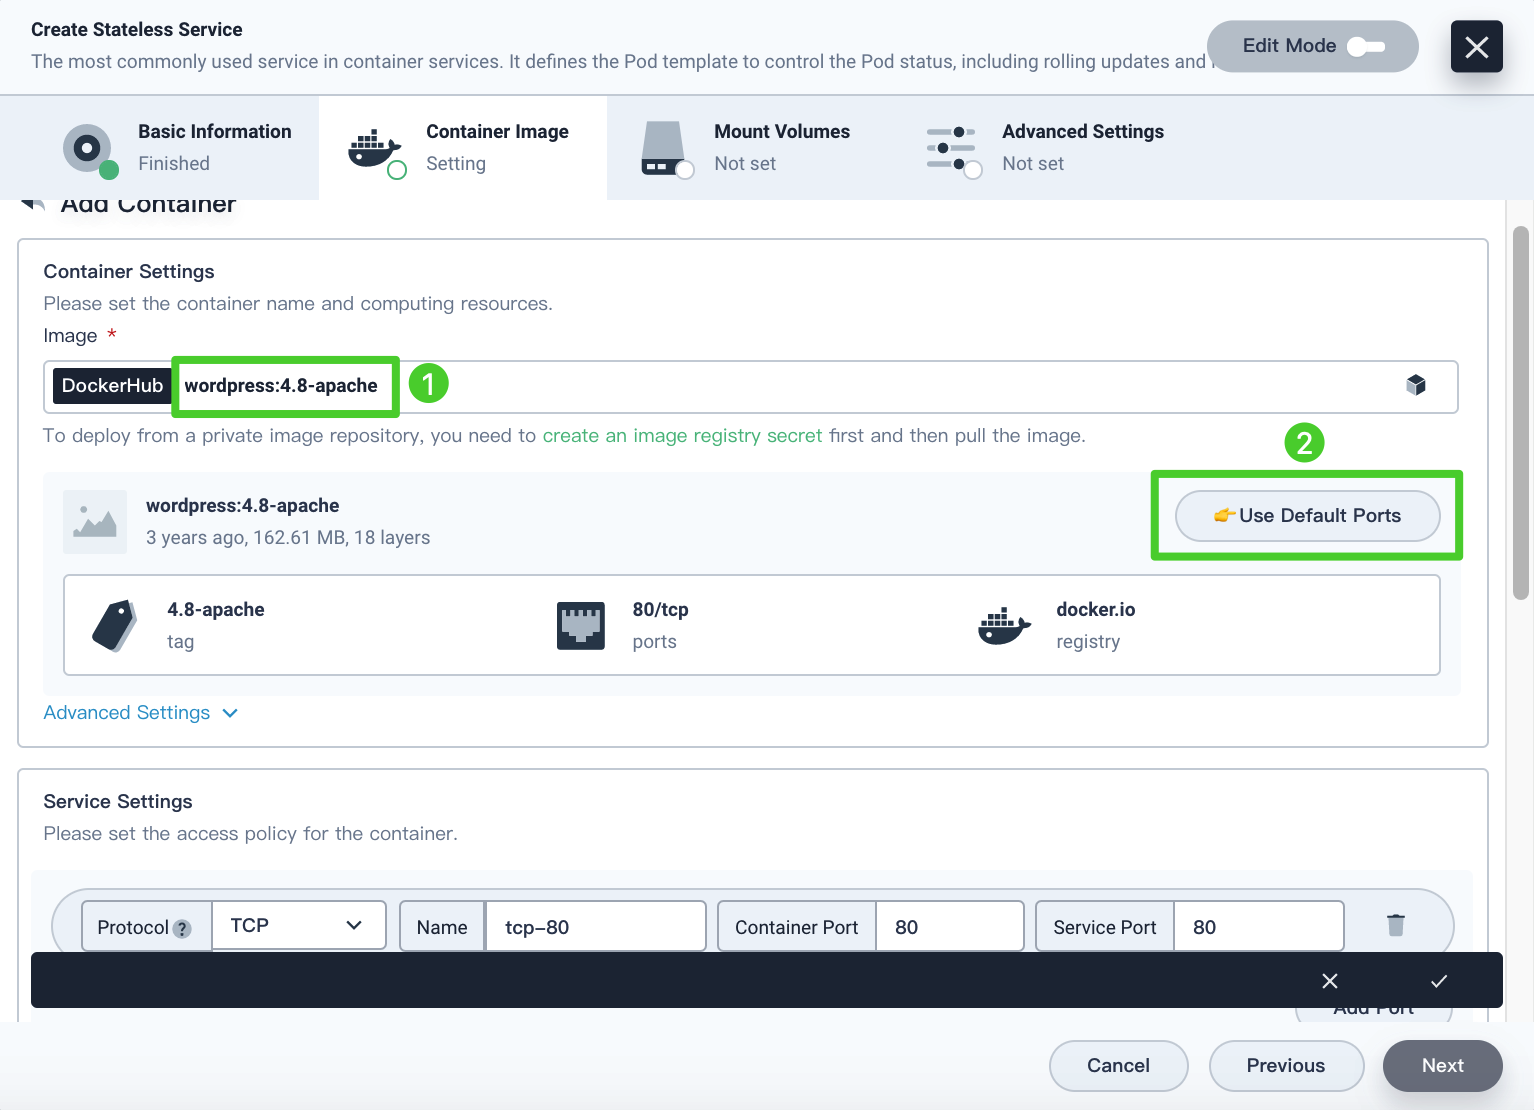 Create Stateless Service
The most commonly used service in container services. It defines the Pod template to control the Pod status, including rolling updates and
Edit Mode
Basic Information
Finished
Container Image
Setting
Mount Volumes
Not set
Advanced Settings
Not set
Add Container
Container Settings
Please set the container name and computing resources.
Image *
DockerHub wordpress:4.8-apache 1
To deploy from a private image repository, you need to create an image registry secret first and then pull the image.
2
wordpress:4.8-apache
3 years ago, 162.61 MB, 18 layers
👉Use Default Ports
4.8-apache
tag
80/tcp
ports
docker.io
registry
Advanced Settings
Service Settings
Please set the access policy for the container.
Protocol ? TCP Name tcp-80 Container Port 80 Service Port 80
Add Port
Cancel Previous Next